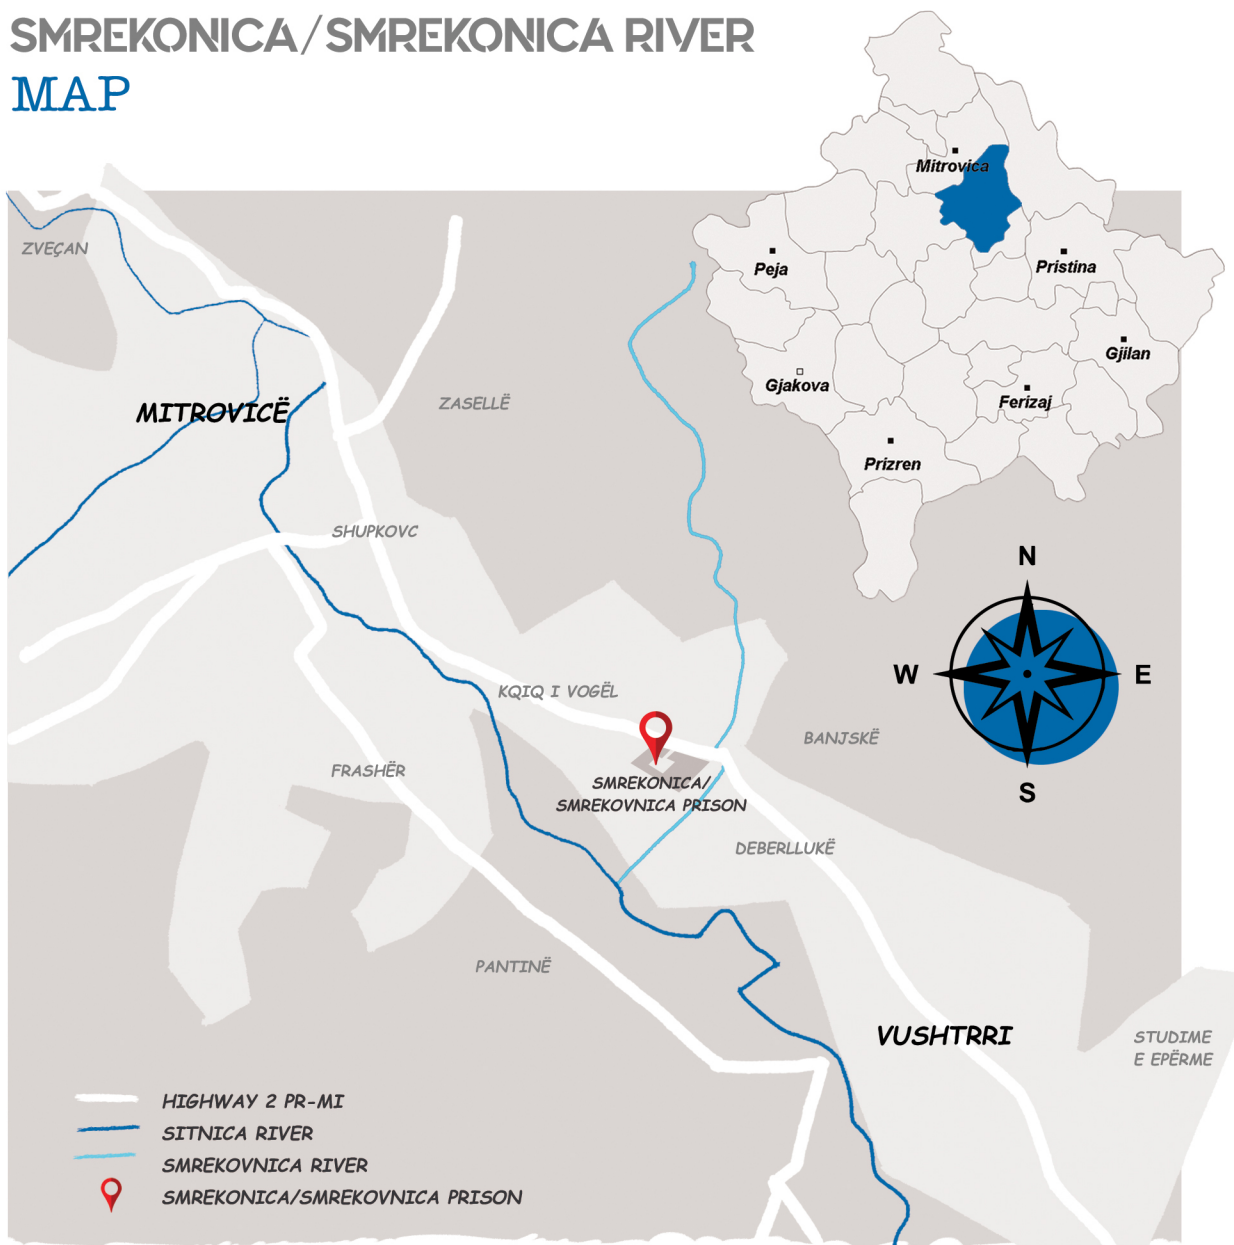 SMREKONICA/SMREKONICA RIVER
MAP
Mitrovica
Peja
Pristina
Gjilan
Gjakova
Ferizaj
Prizren
ZVEÇAN
MITROVICË
ZASELLË
SHUPKOVC
N
W
E
S
KQIQ I VOGËL
BANJSKË
FRASHËR
SMREKONICA/
SMREKOVNICA PRISON
DEBERLLUKË
PANTINË
VUSHTRRI
STUDIME
E EPËRME
HIGHWAY 2 PR-MI
SITNICA RIVER
SMREKOVNICA RIVER
SMREKONICA/SMREKOVNICA PRISON